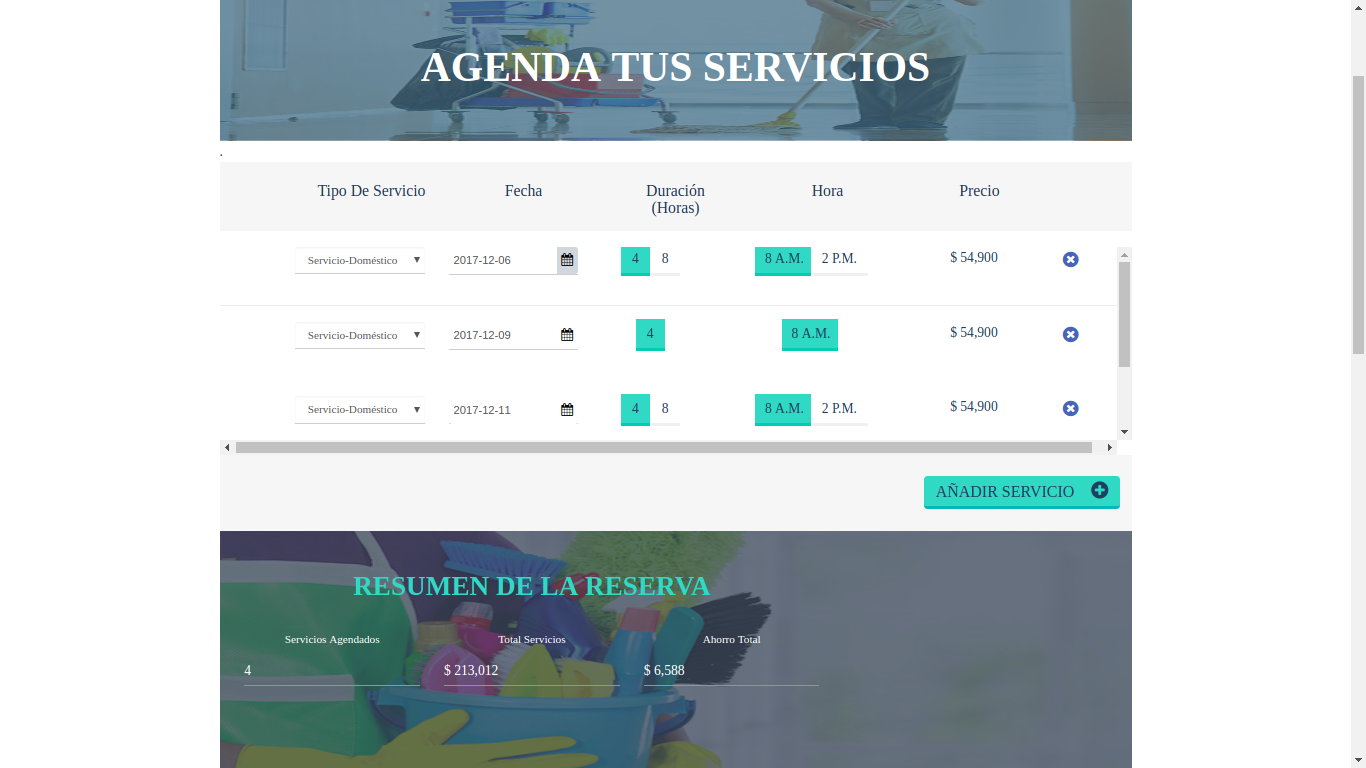 AGENDA TUS SERVICIOS
.
Tipo De Servicio Fecha Duración Hora Precio
(Horas)
Servicio-Doméstico 2017-12-06 4 8 8 A.M. 2 P.M. $ 54,900
Servicio-Doméstico 2017-12-09 4 8 A.M. $ 54,900
Servicio-Doméstico 2017-12-11 4 8 8 A.M. 2 P.M. $ 54,900
AÑADIR SERVICIO
RESUMEN DE LA RESERVA
Servicios Agendados Total Servicios Ahorro Total
4 $ 213,012 $ 6,588